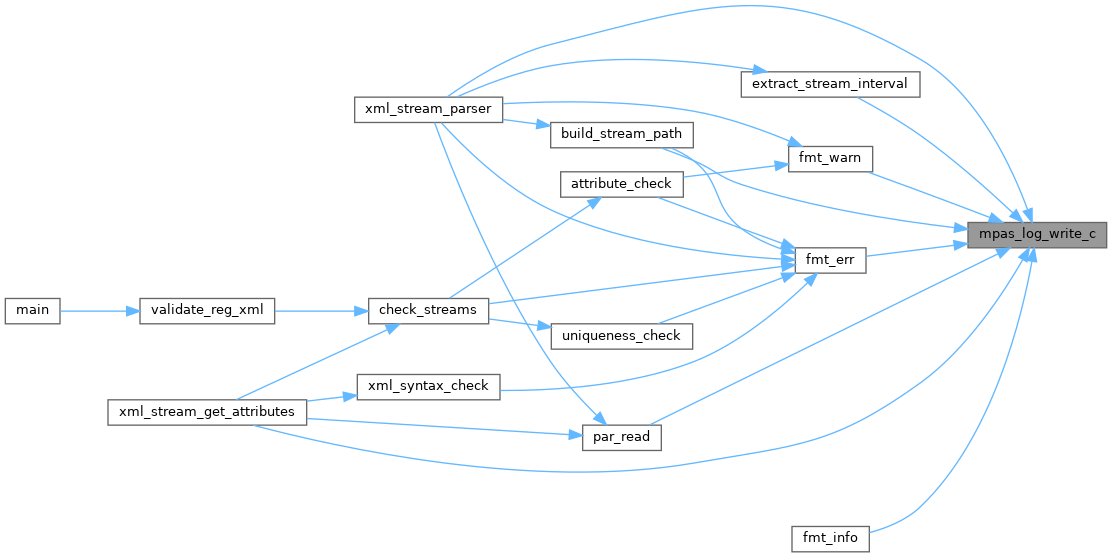 extract_stream_interval
xml_stream_parser
build_stream_path
fmt_warn
attribute_check
mpas_log_write_c
fmt_err
main
validate_reg_xml
check_streams
uniqueness_check
xml_syntax_check
xml_stream_get_attributes
par_read
fmt_info